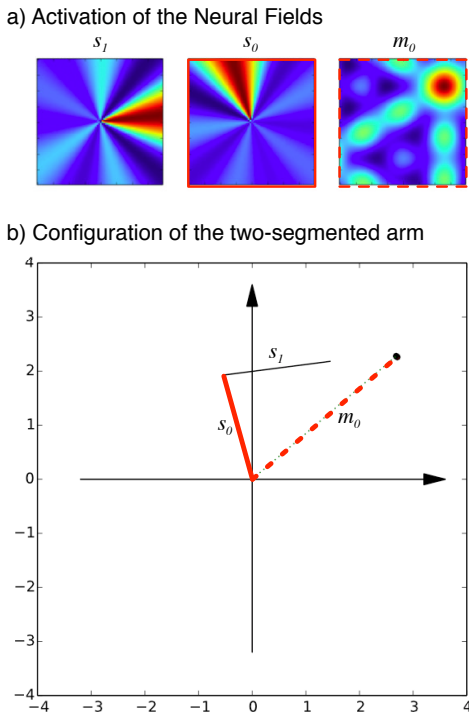 a) Activation of the Neural Fields
s₁ s₀ m₀
b) Configuration of the two-segmented arm
4
3
s₁
2
s₀ m₀
1
0
−1
−2
−3
−4
−4 −3 −2 −1 0 1 2 3 4